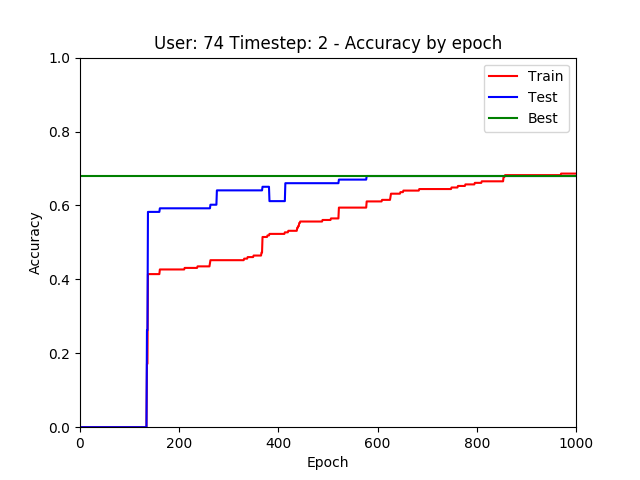 User: 74 Timestep: 2 - Accuracy by epoch
Train
Test
Best
Accuracy
1.0
0.8
0.6
0.4
0.2
0.0
0 200 400 600 800 1000
Epoch